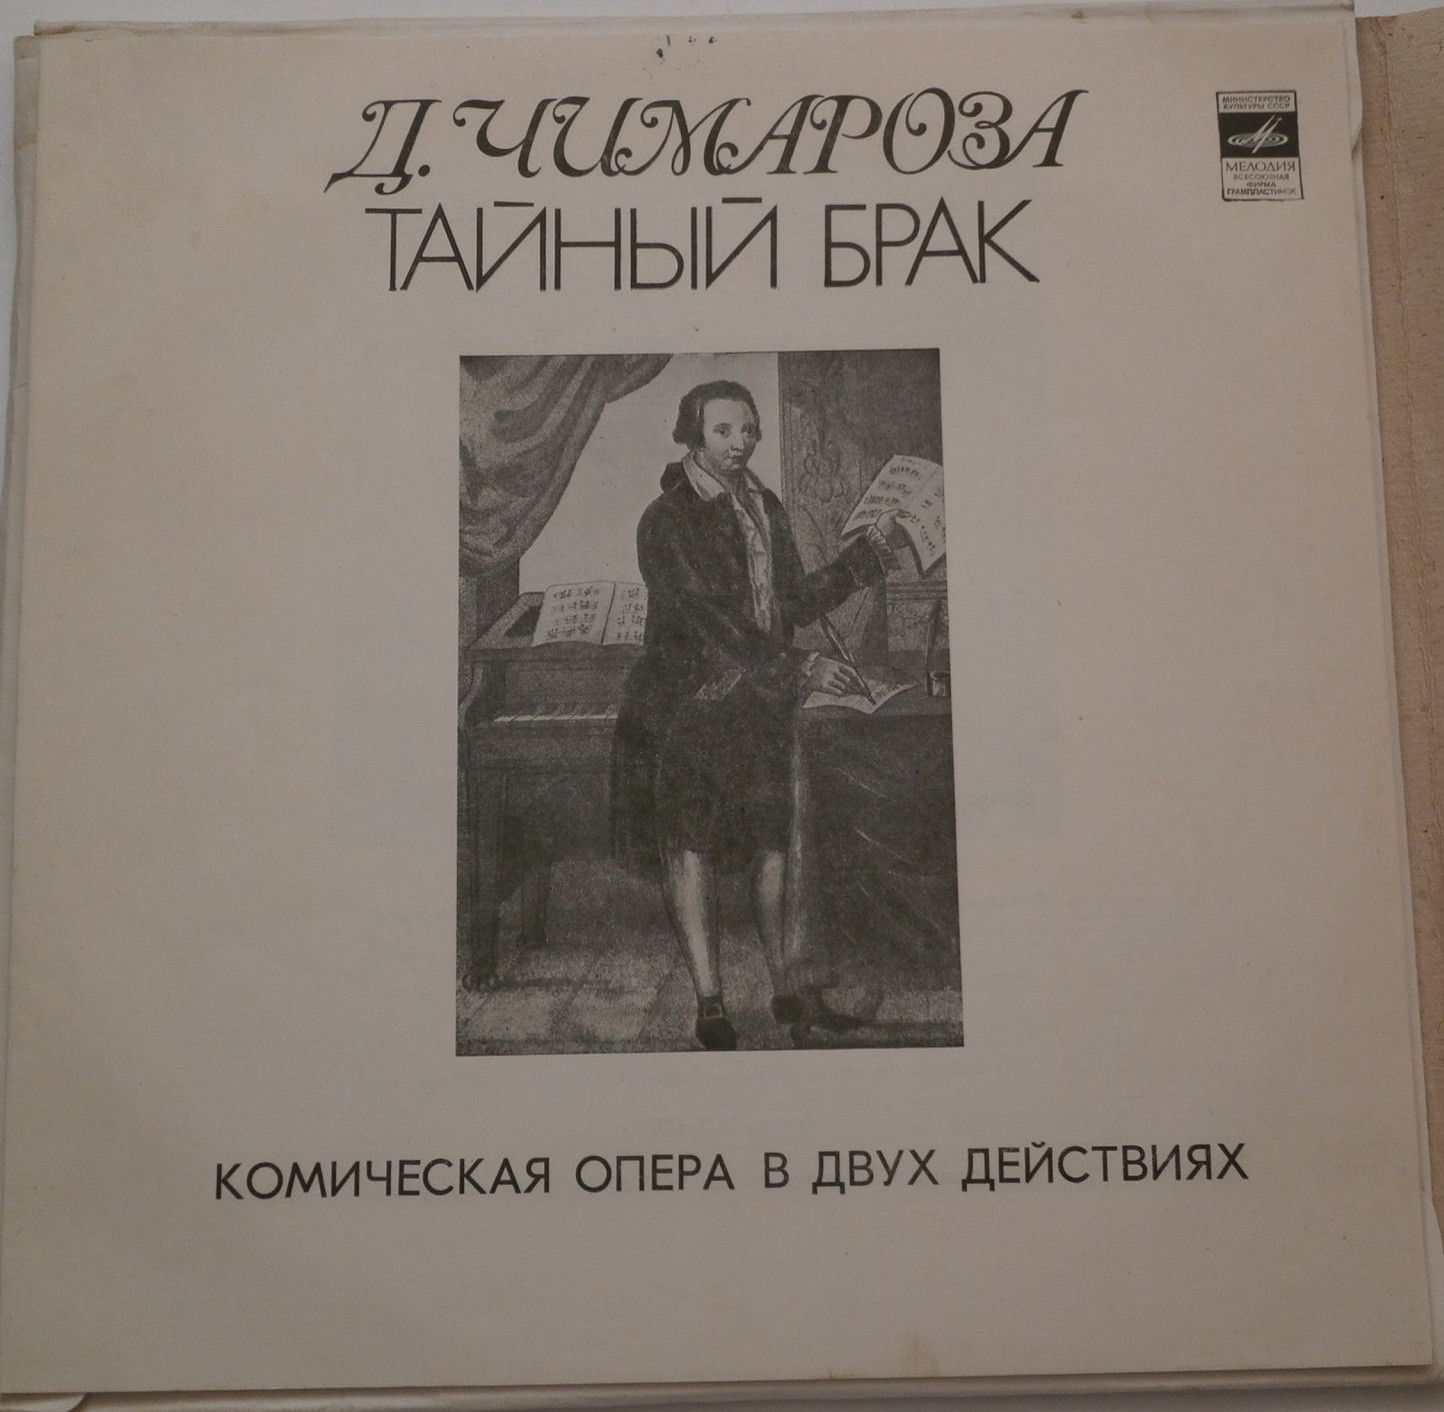 Д. ЧИМАРОЗА
ТАЙНЫЙ БРАК
МИНИСТЕРСТВО
КУЛЬТУРЫ СССР
МЕЛОДИЯ
ВСЕСОЮЗНАЯ
ФИРМА
ГРАМПЛАСТИНОК
КОМИЧЕСКАЯ ОПЕРА В ДВУХ ДЕЙСТВИЯХ